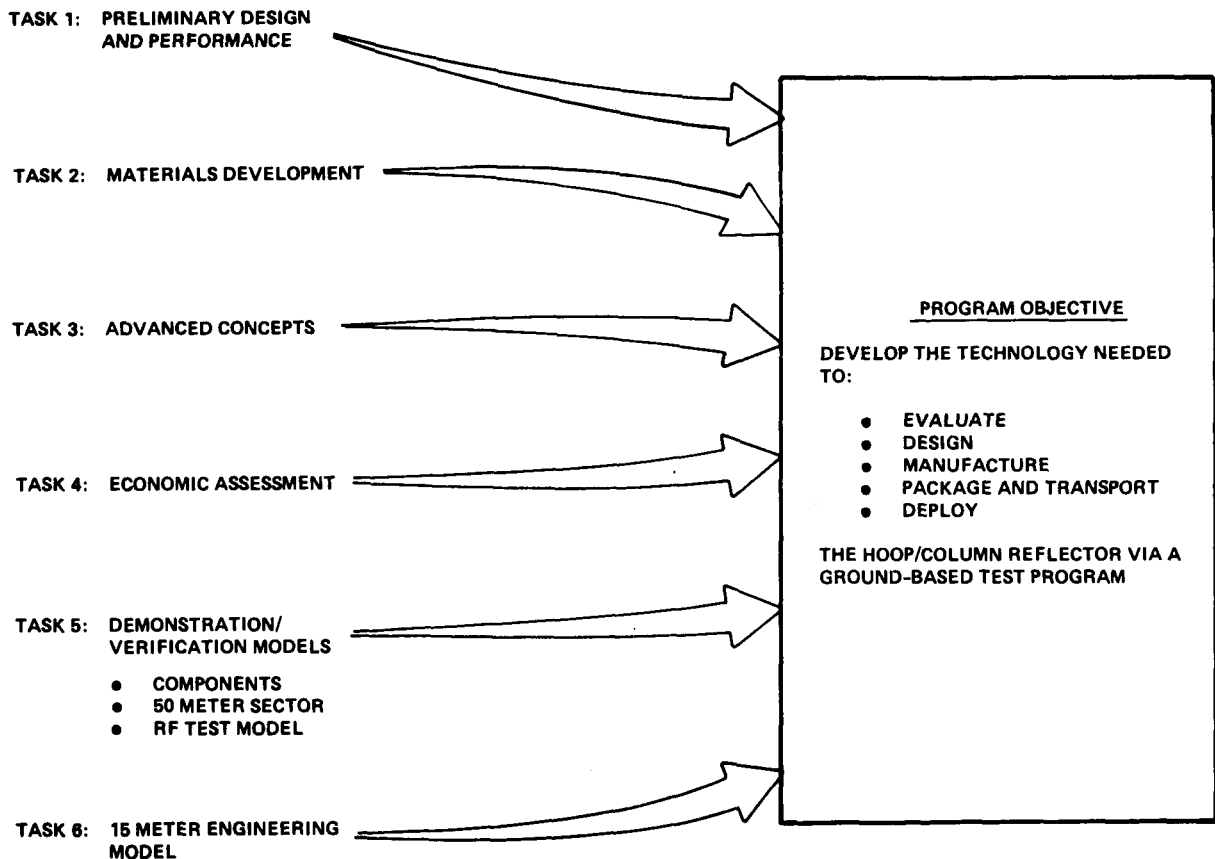 TASK 1: PRELIMINARY DESIGN
AND PERFORMANCE
TASK 2: MATERIALS DEVELOPMENT
TASK 3: ADVANCED CONCEPTS
TASK 4: ECONOMIC ASSESSMENT
TASK 5: DEMONSTRATION/
VERIFICATION MODELS
• COMPONENTS
• 50 METER SECTOR
• RF TEST MODEL
TASK 6: 15 METER ENGINEERING
MODEL
PROGRAM OBJECTIVE
DEVELOP THE TECHNOLOGY NEEDED
TO:
• EVALUATE
• DESIGN
• MANUFACTURE
• PACKAGE AND TRANSPORT
• DEPLOY
THE HOOP/COLUMN REFLECTOR VIA A
GROUND-BASED TEST PROGRAM